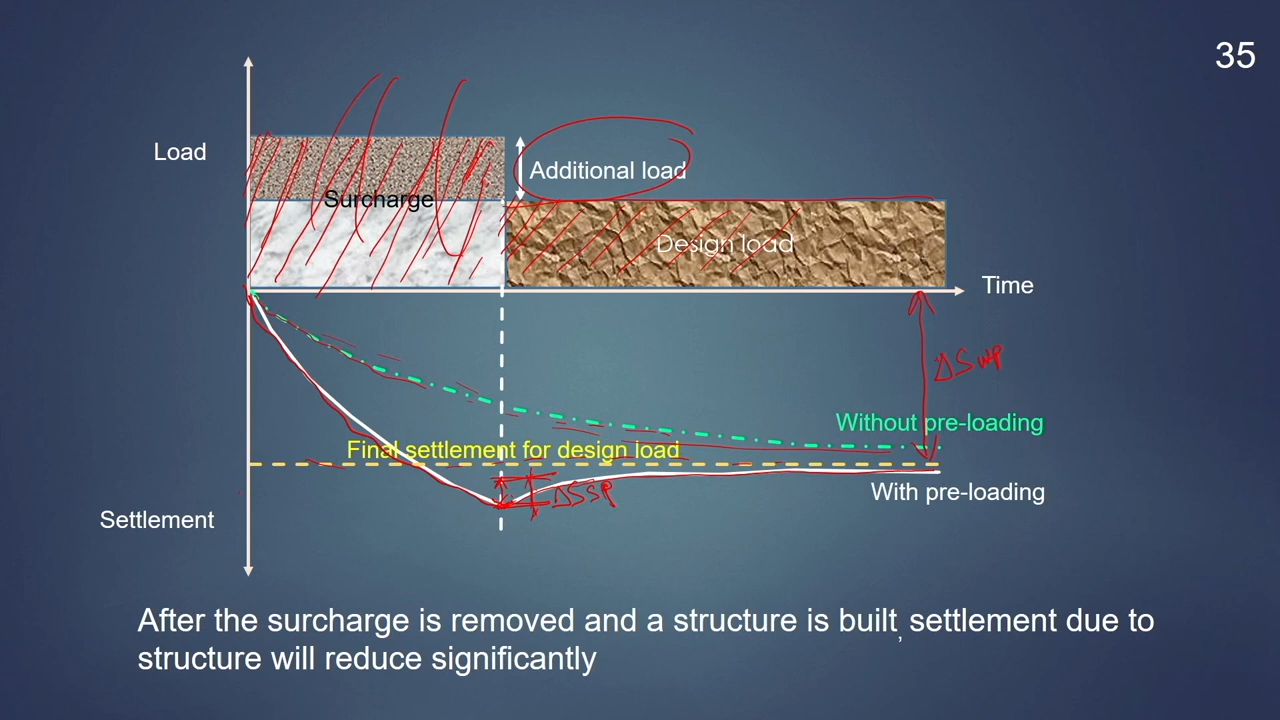 35
Load
Additional load
Surcharge
Design load
Time
ΔSwp
Without pre-loading
Final settlement for design load
With pre-loading
ΔSSP
Settlement
After the surcharge is removed and a structure is built, settlement due to
structure will reduce significantly